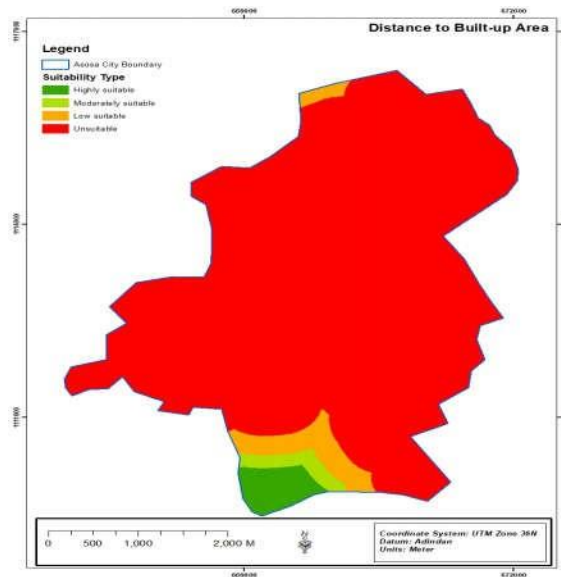 Distance to Built-up Area
Legend
Asosa City Boundary
Suitability Type
Highly suitable
Moderately suitable
Low suitable
Unsuitable
0 500 1,000 2,000 M
Coordinate System: UTM Zone 36N
Datum: Adindan
Units: Meter